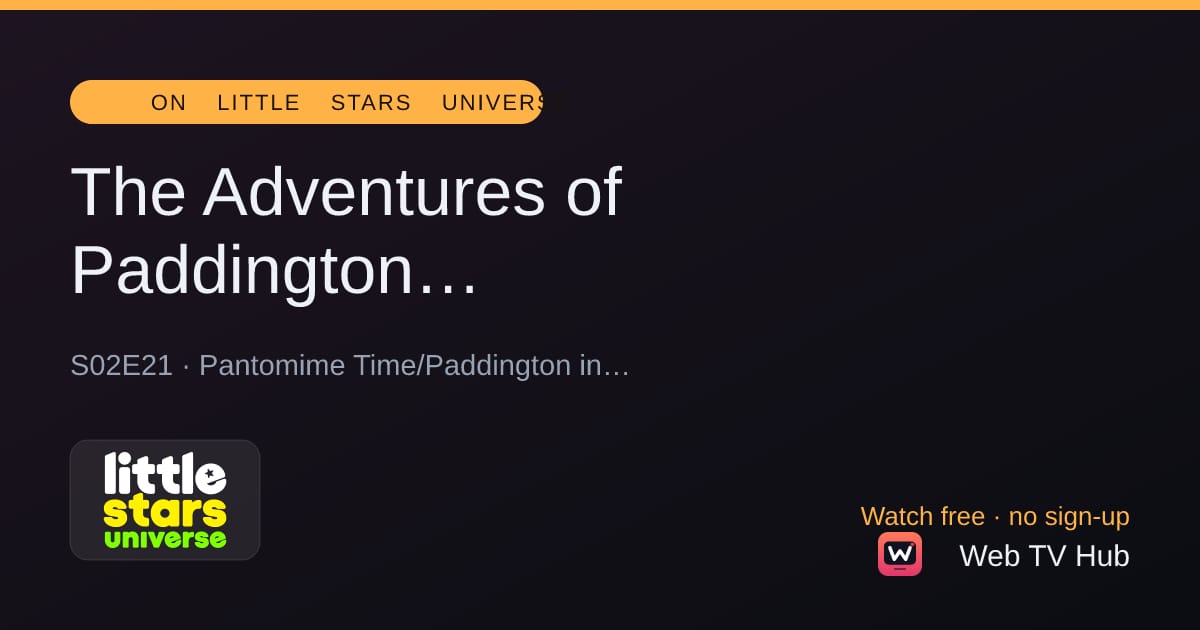 ON LITTLE STARS UNIVERS
The Adventures of
Paddington…
S02E21 · Pantomime Time/Paddington in…
little
stars
universe
Watch free · no sign-up
W
Web TV Hub